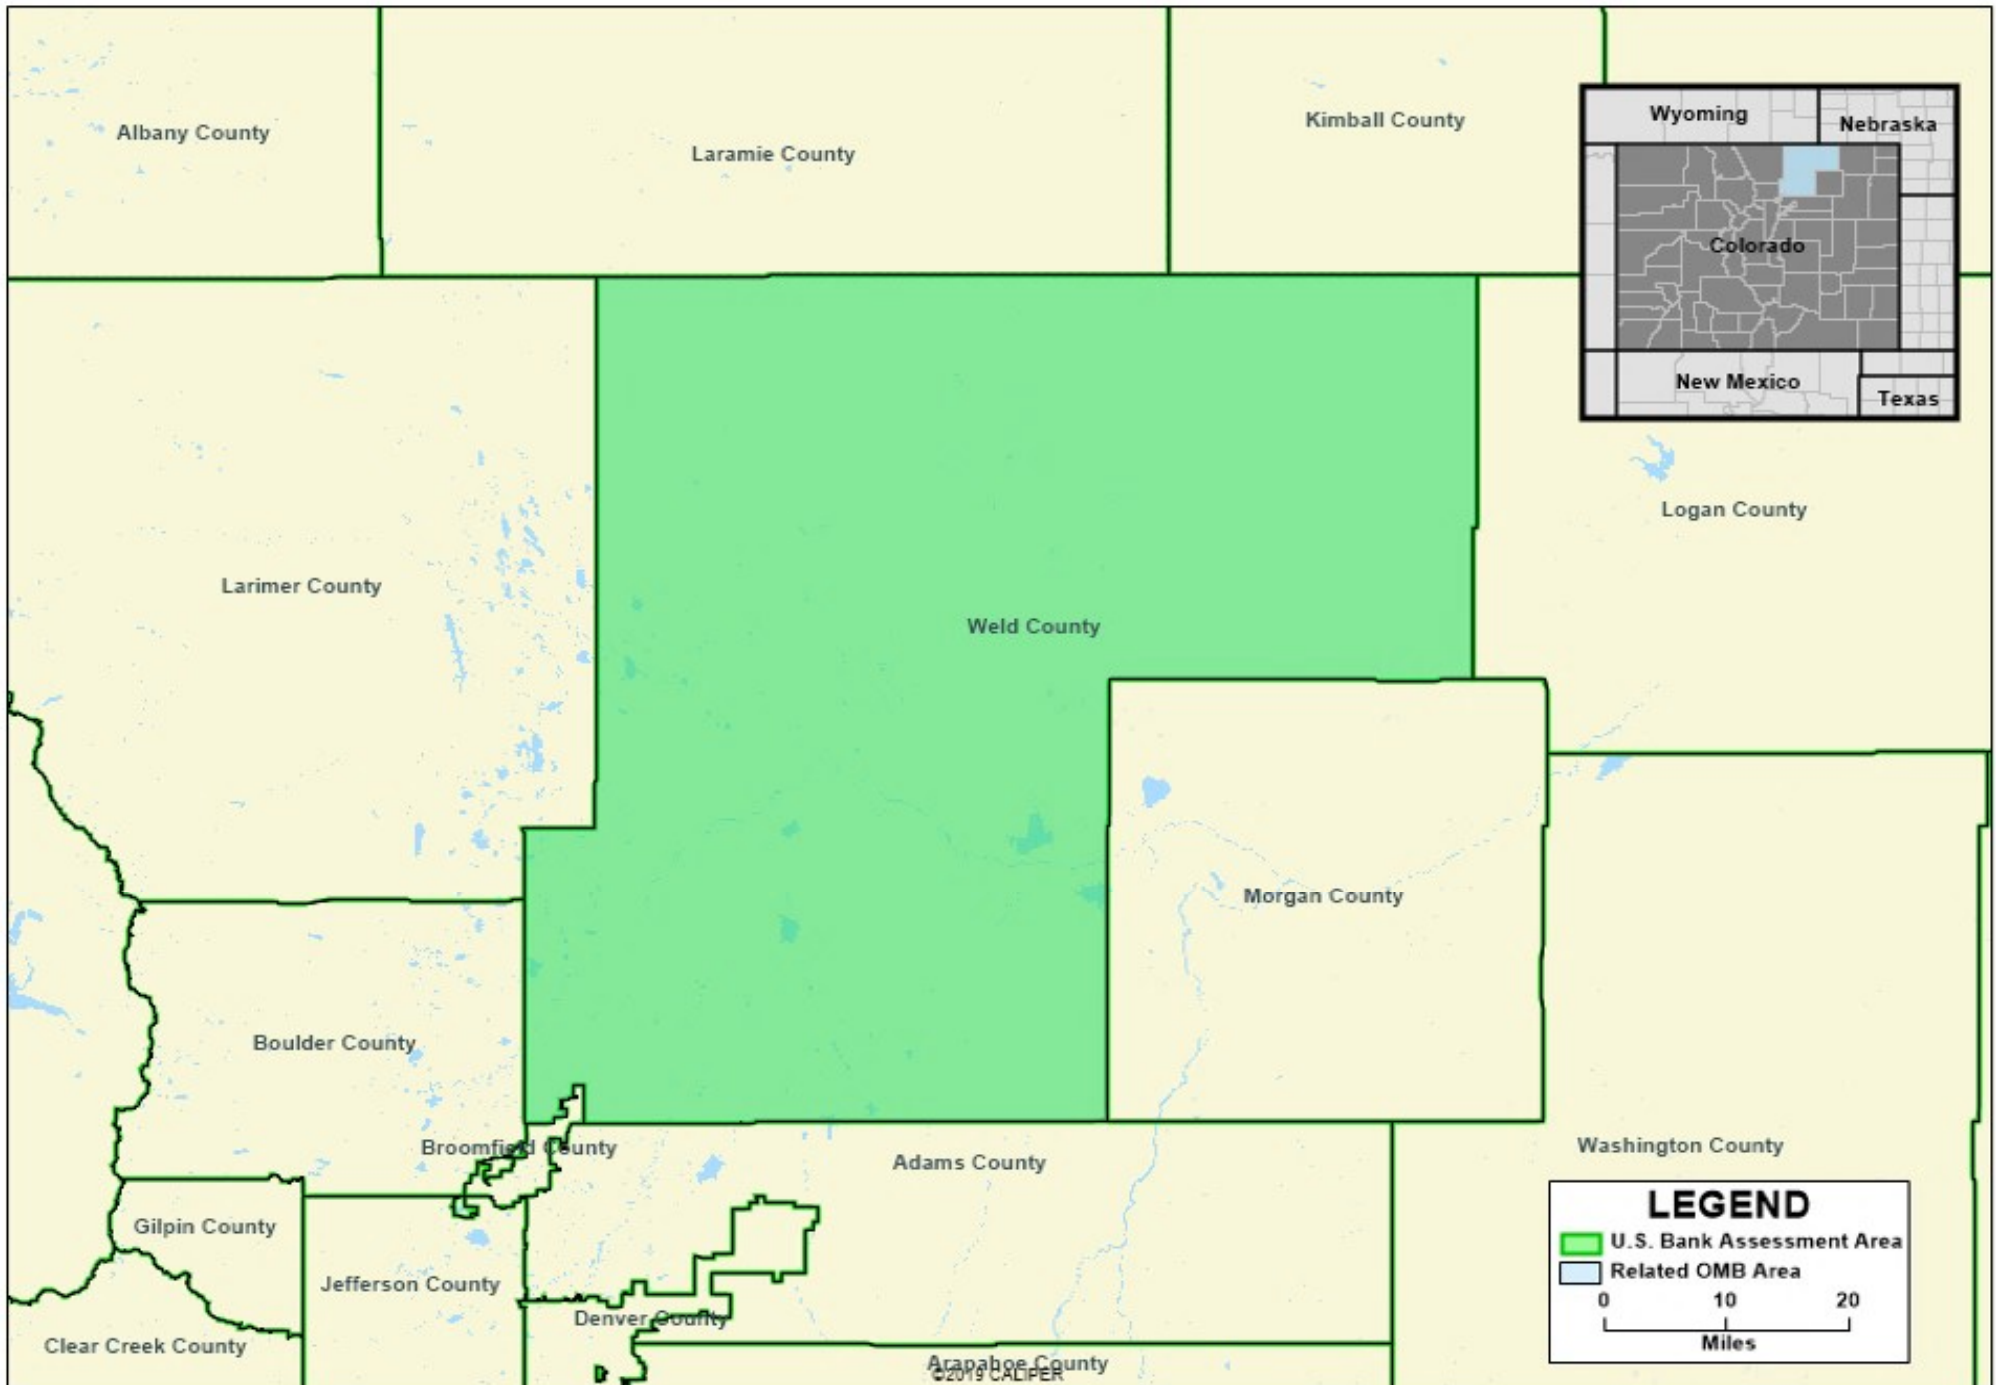 Albany County
Laramie County
Kimball County
Wyoming
Nebraska
Colorado
New Mexico
Texas
Logan County
Larimer County
Weld County
Morgan County
Boulder County
Broomfield County
Adams County
Washington County
Gilpin County
Jefferson County
Denver County
Clear Creek County
Arapahoe County
©2019 CALIPER
LEGEND
U.S. Bank Assessment Area
Related OMB Area
0 10 20
Miles